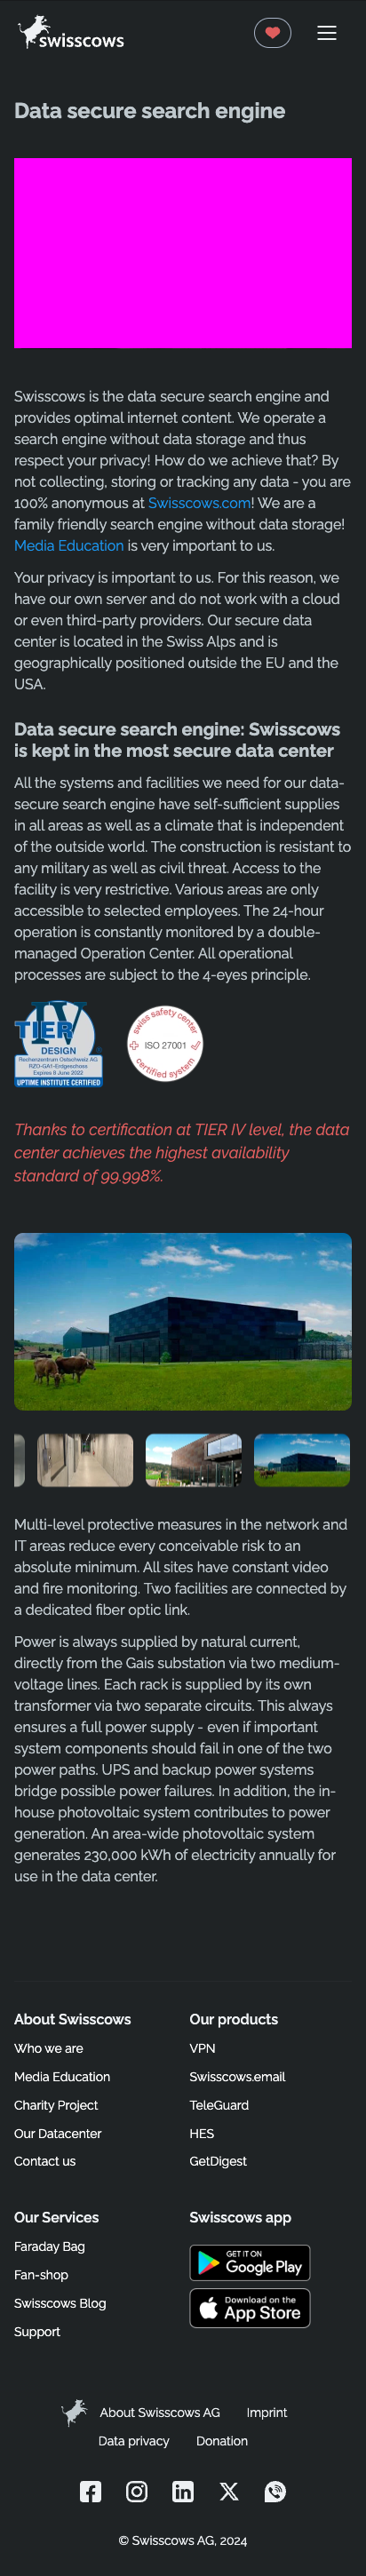 swisscows
Data secure search engine
Swisscows is the data secure search engine and
provides optimal internet content. We operate a
search engine without data storage and thus
respect your privacy! How do we achieve that? By
not collecting, storing or tracking any data - you are
100% anonymous at Swisscows.com! We are a
family friendly search engine without data storage!
Media Education is very important to us.
Your privacy is important to us. For this reason, we
have our own server and do not work with a cloud
or even third-party providers. Our secure data
center is located in the Swiss Alps and is
geographically positioned outside the EU and the
USA.
Data secure search engine: Swisscows
is kept in the most secure data center
All the systems and facilities we need for our data-
secure search engine have self-sufficient supplies
in all areas as well as a climate that is independent
of the outside world. The construction is resistant to
any military as well as civil threat. Access to the
facility is very restrictive. Various areas are only
accessible to selected employees. The 24-hour
operation is constantly monitored by a double-
managed Operation Center. All operational
processes are subject to the 4-eyes principle.
IV
TIER
DESIGN
Rechenzentrum Ostschweiz AG
RZO-GA1-Erdgeschoss
Expires 8 June 2022
UPTIME INSTITUTE CERTIFIED
swiss safety center
ISO 27001
certified system
Thanks to certification at TIER IV level, the data
center achieves the highest availability
standard of 99.998%.
Multi-level protective measures in the network and
IT areas reduce every conceivable risk to an
absolute minimum. All sites have constant video
and fire monitoring. Two facilities are connected by
a dedicated fiber optic link.
Power is always supplied by natural current,
directly from the Gais substation via two medium-
voltage lines. Each rack is supplied by its own
transformer via two separate circuits. This always
ensures a full power supply - even if important
system components should fail in one of the two
power paths. UPS and backup power systems
bridge possible power failures. In addition, the in-
house photovoltaic system contributes to power
generation. An area-wide photovoltaic system
generates 230,000 kWh of electricity annually for
use in the data center.
About Swisscows
Who we are
Media Education
Charity Project
Our Datacenter
Contact us
Our products
VPN
Swisscows.email
TeleGuard
HES
GetDigest
Our Services
Faraday Bag
Fan-shop
Swisscows Blog
Support
Swisscows app
GET IT ON
Google Play
Download on the
App Store
About Swisscows AG
Imprint
Data privacy
Donation
© Swisscows AG, 2024